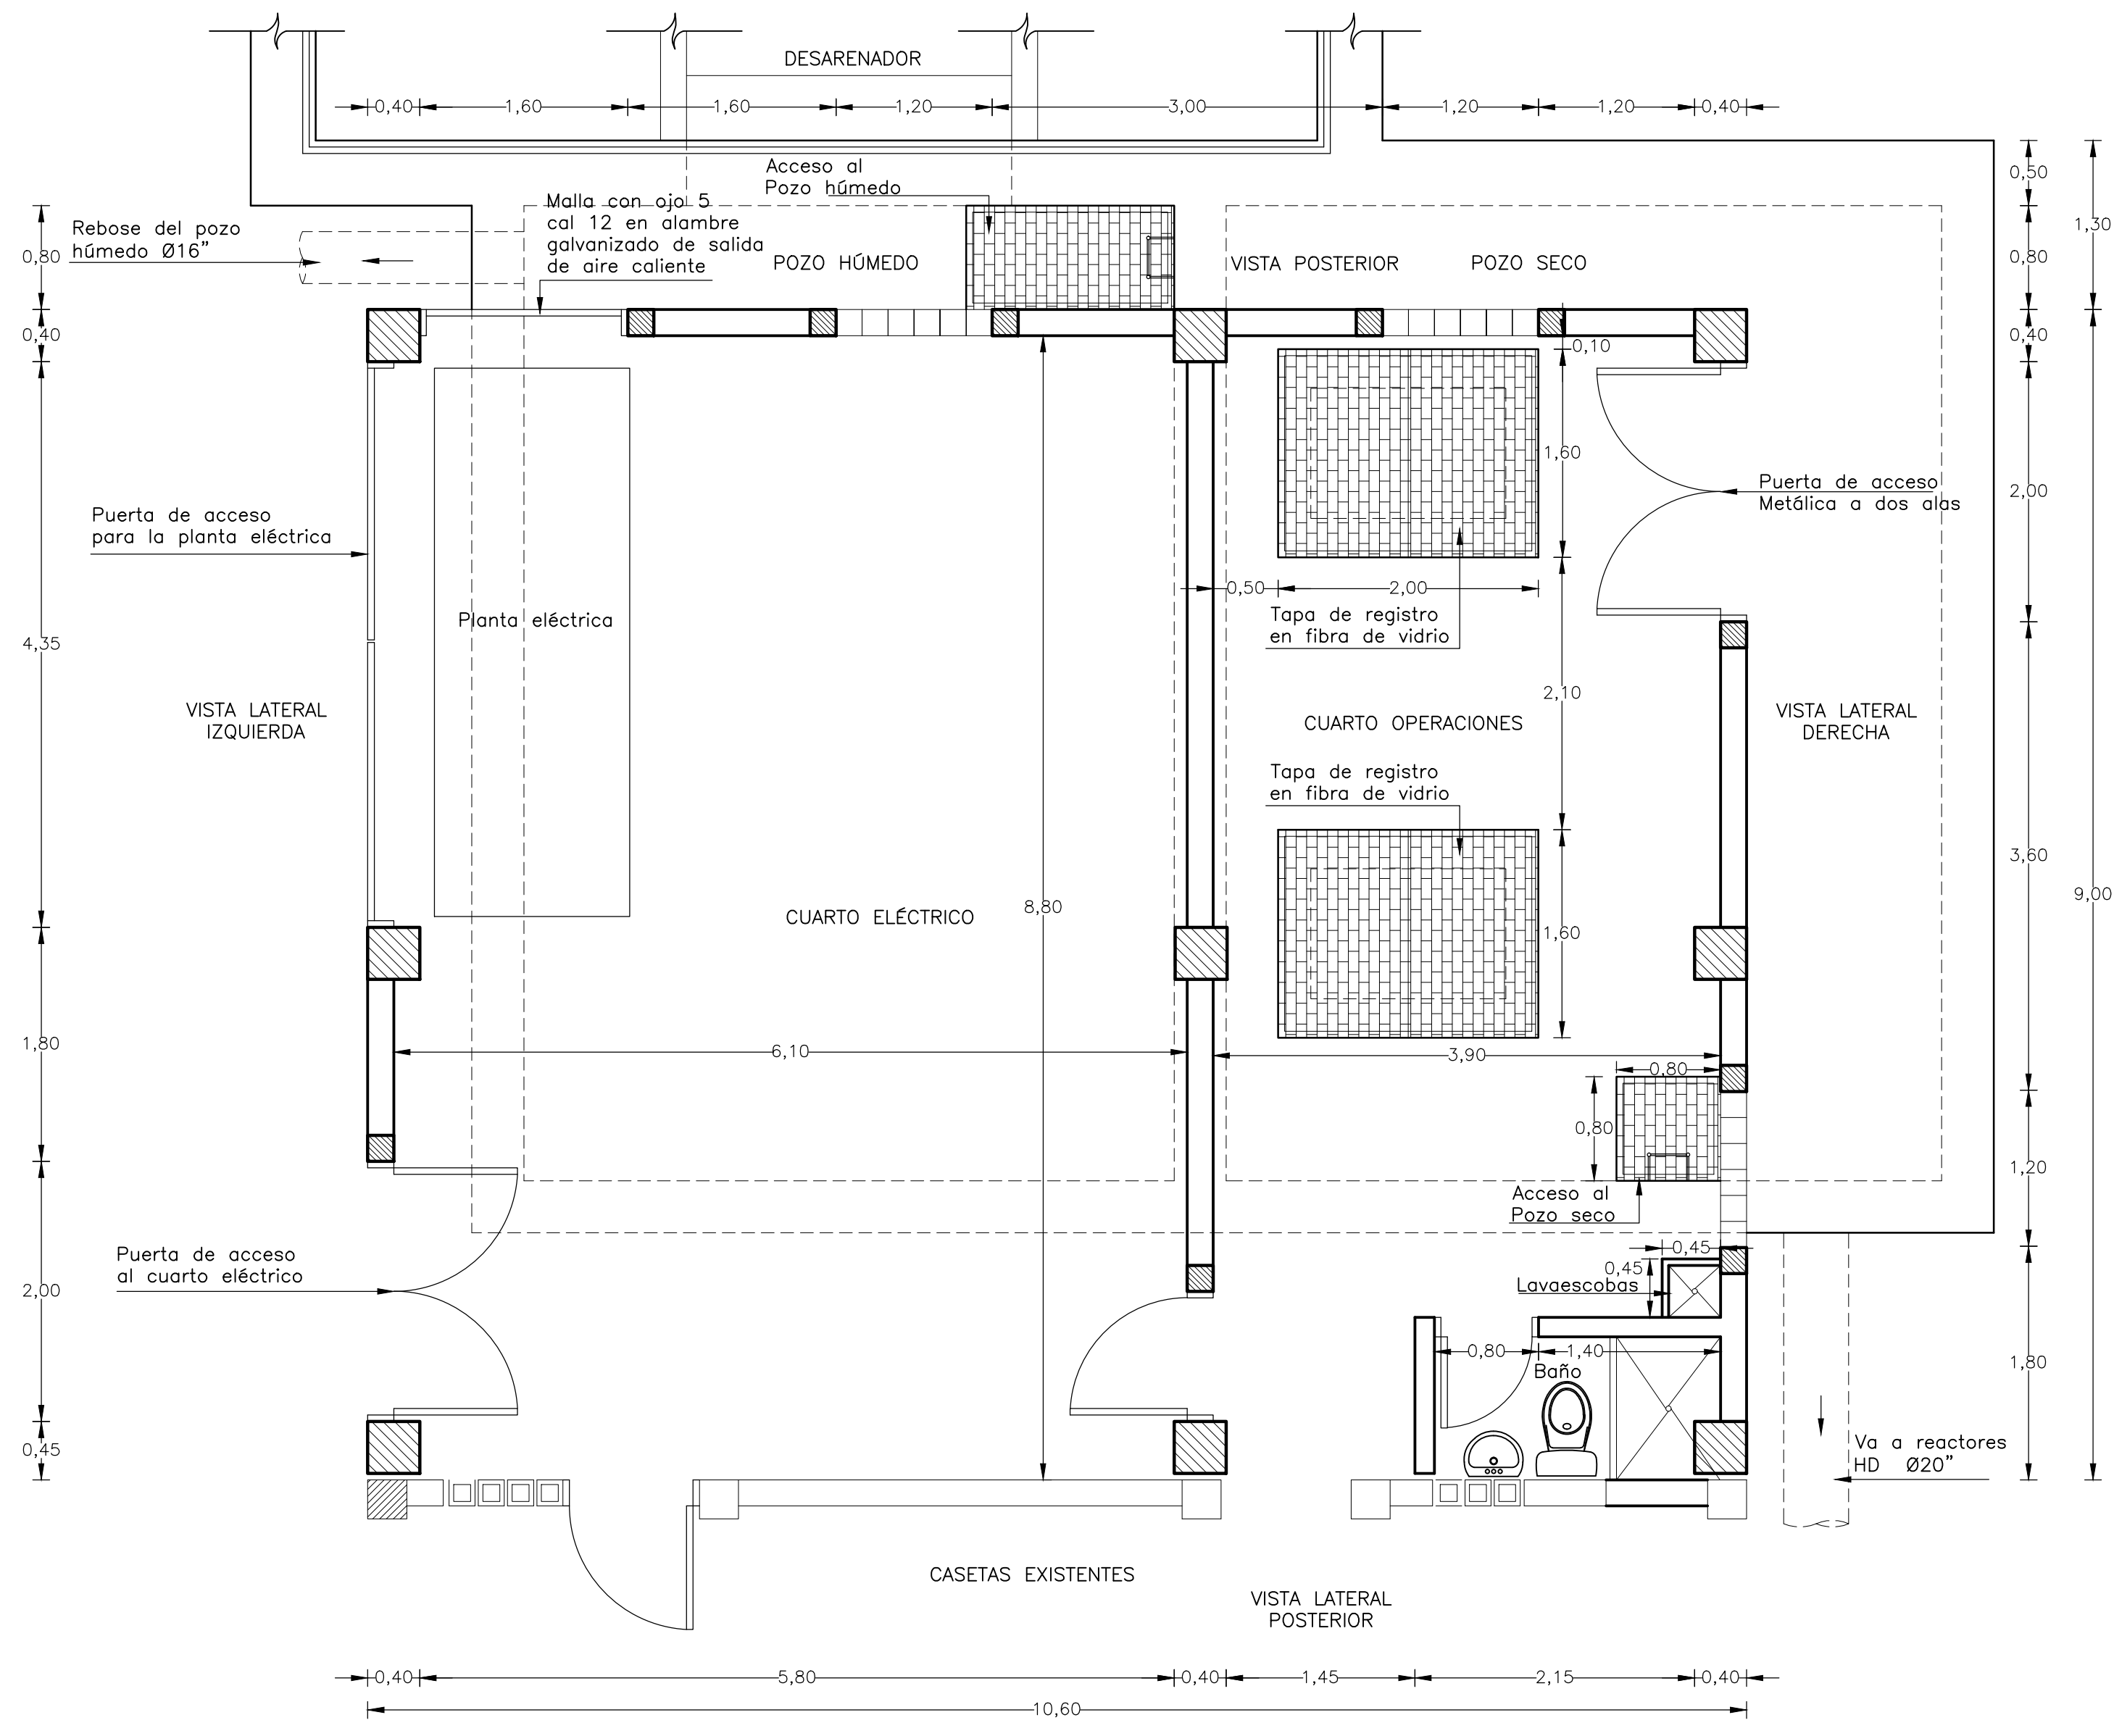 DESARENADOR
0,40
1,60
1,60
1,20
3,00
1,20
1,20
0,40
Acceso al
Pozo húmedo
Malla con ojo 5
cal 12 en alambre
galvanizado de salida
de aire caliente
Rebose del pozo
húmedo Ø16"
POZO HÚMEDO
VISTA POSTERIOR
POZO SECO
0,50
0,80
1,30
0,80
0,40
0,40
0,10
1,60
Puerta de acceso
Metálica a dos alas
2,00
Puerta de acceso
para la planta eléctrica
0,50
2,00
Planta eléctrica
Tapa de registro
en fibra de vidrio
4,35
2,10
VISTA LATERAL
IZQUIERDA
CUARTO OPERACIONES
VISTA LATERAL
DERECHA
Tapa de registro
en fibra de vidrio
3,60
8,80
9,00
CUARTO ELÉCTRICO
1,60
1,80
6,10
3,90
0,80
0,80
1,20
Acceso al
Pozo seco
Puerta de acceso
al cuarto eléctrico
0,45
0,45
Lavaescobas
2,00
0,80
1,40
Baño
1,80
0,45
Va a reactores
HD Ø20"
CASETAS EXISTENTES
VISTA LATERAL
POSTERIOR
0,40
5,80
0,40
1,45
2,15
0,40
10,60